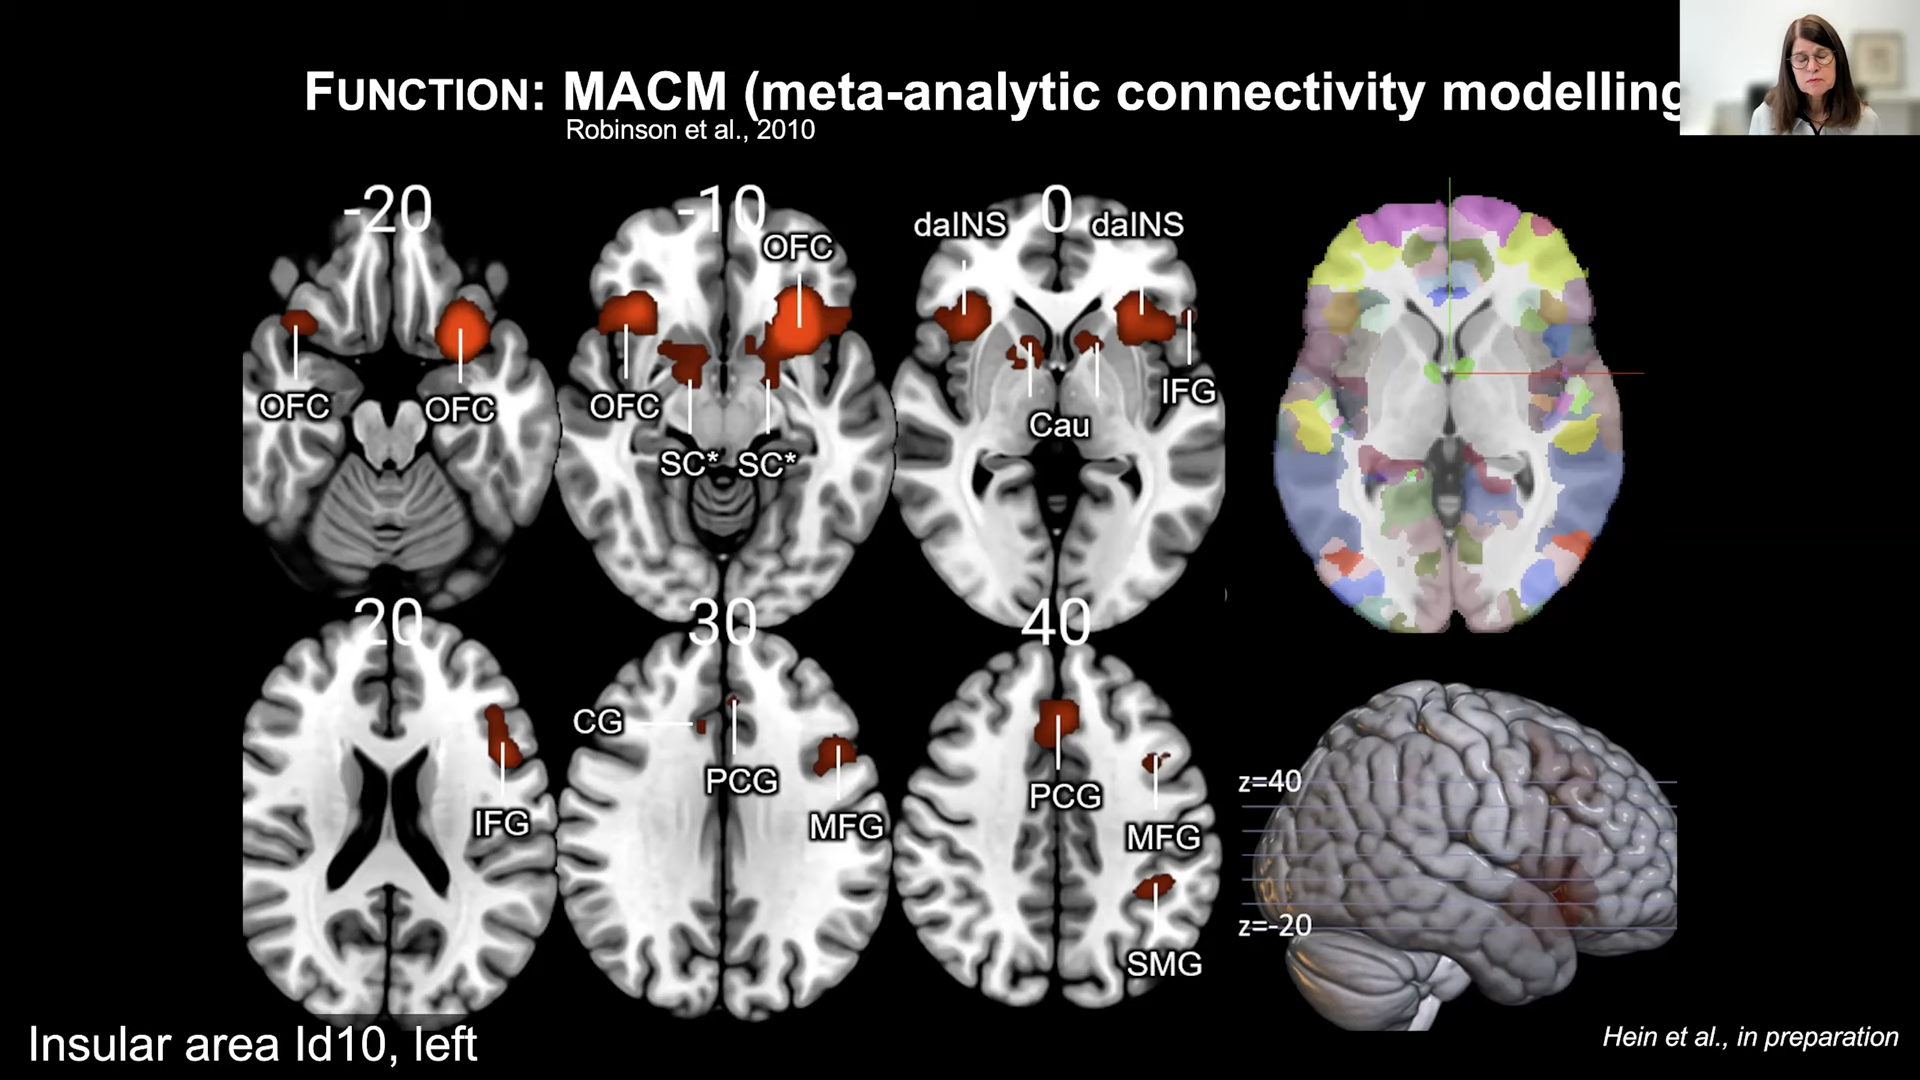 FUNCTION: MACM (meta-analytic connectivity modelling
Robinson et al., 2010
-20
-10
0
OFC
daINS
daINS
OFC
OFC
OFC
IFG
Cau
SC*
SC*
20
30
40
CG
PCG
PCG
IFG
MFG
MFG
SMG
z=40
z=-20
Insular area Id10, left
Hein et al., in preparation